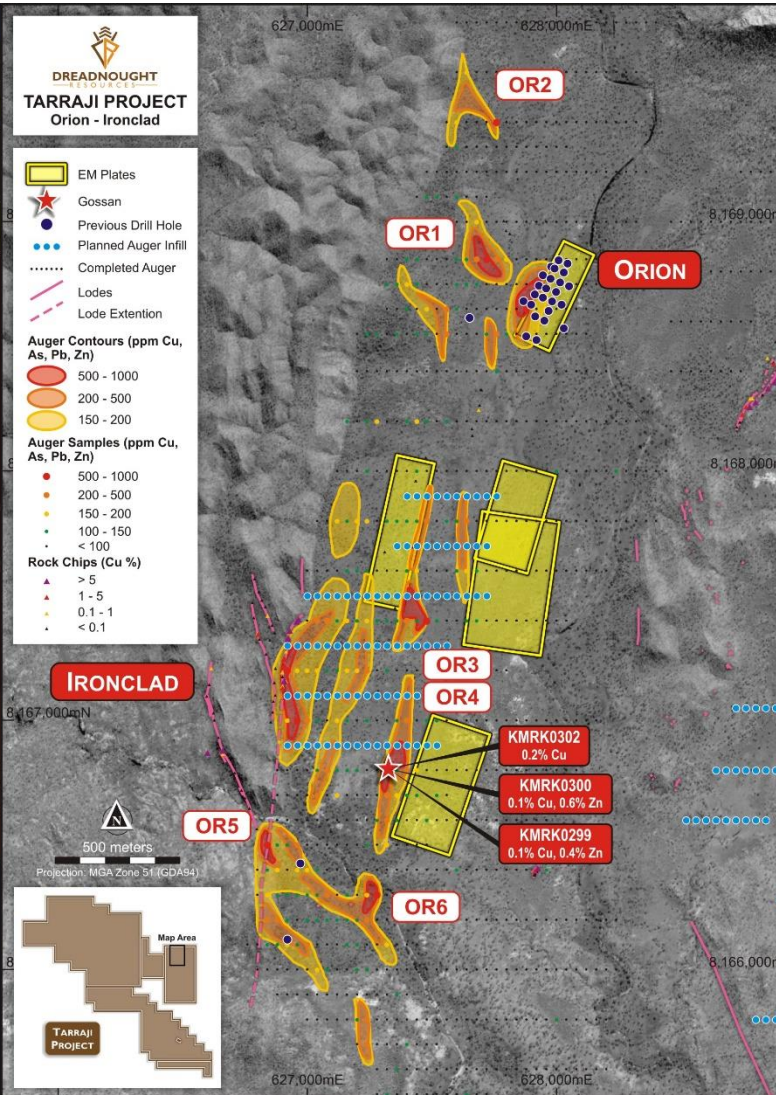 627,000mE
628,000mE
DREADNOUGHT
RESOURCES
TARRAJI PROJECT
Orion - Ironclad
EM Plates
Gossan
Previous Drill Hole
Planned Auger Infill
Completed Auger
Lodes
Lode Extention
Auger Contours (ppm Cu,
As, Pb, Zn)
500 - 1000
200 - 500
150 - 200
Auger Samples (ppm Cu,
As, Pb, Zn)
500 - 1000
200 - 500
150 - 200
100 - 150
< 100
Rock Chips (Cu %)
> 5
1 - 5
0.1 - 1
< 0.1
OR2
8,169,000m
OR1
ORION
8,168,000m
OR3
IRONCLAD
OR4
8,167,000mN
KMRK0302
0.2% Cu
KMRK0300
0.1% Cu, 0.6% Zn
KMRK0299
0.1% Cu, 0.4% Zn
N
500 meters
Projection: MGA Zone 51 (GDA94)
OR5
OR6
Map Area
TARRAJI
PROJECT
8,166,000m
627,000mE
628,000mE